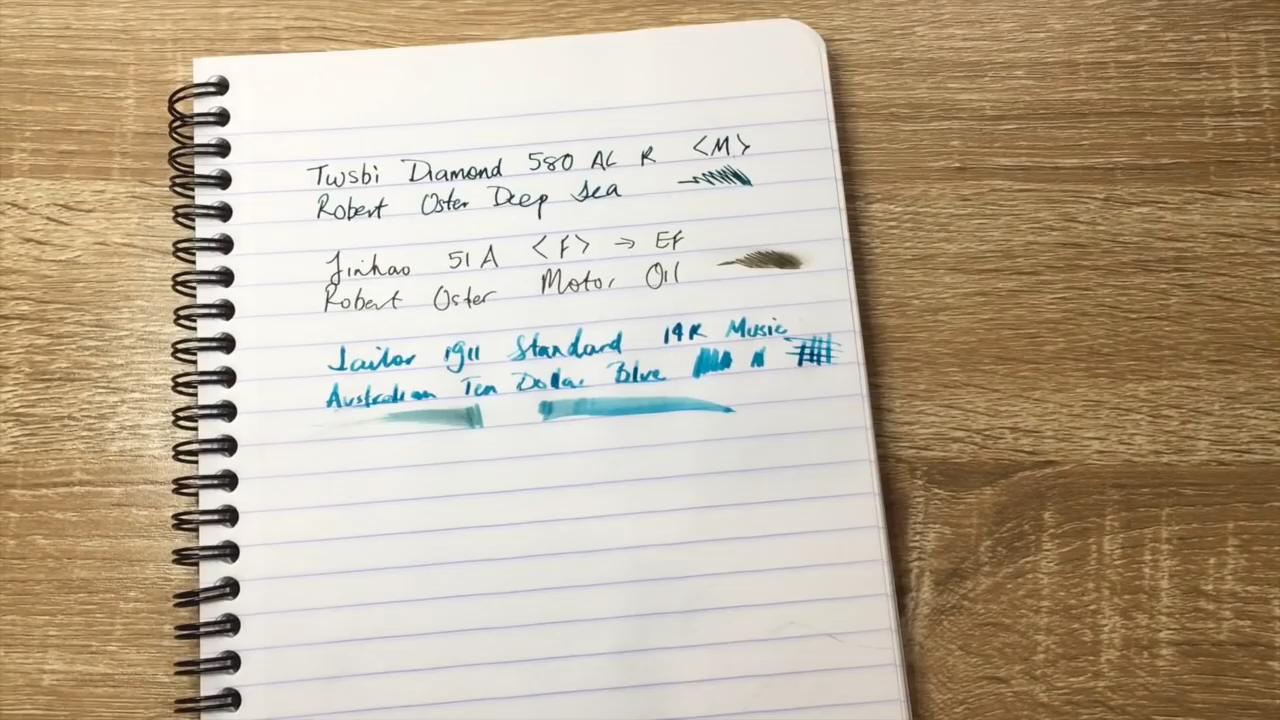 Twsbi Diamond 580 AL R <M>
Robert Oster Deep Sea
Jinhao 51A <F> → EF
Robert Oster Motor Oil
Sailor 1911 Standard 14K Music
Australian Ten Dollar Blue